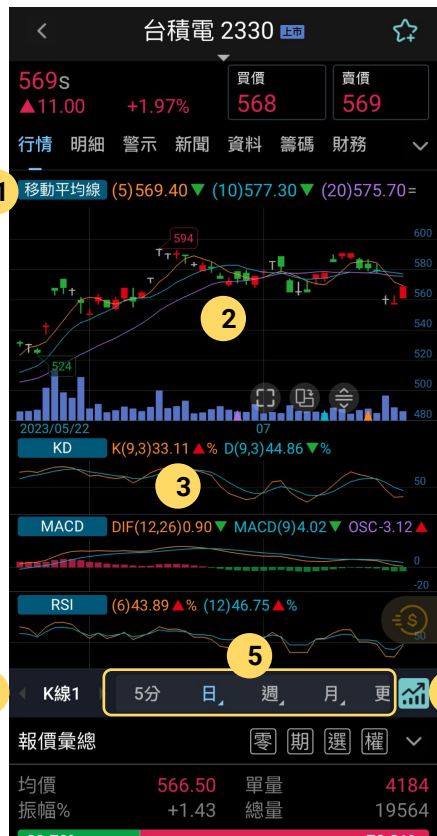 台積電 2330 上市
569s
▲11.00 +1.97%
買價
568
賣價
569
行情 明細 警示 新聞 資料 籌碼 財務
1
移動平均線 (5)569.40▼ (10)577.30▼ (20)575.70=
600
594
580
560
2
540
520
524
500
480
2023/05/22 07
KD K(9,3)33.11▲% D(9,3)44.86▼%
3
50
MACD DIF(12,26)0.90▼ MACD(9)4.02▼ OSC-3.12▲
0
-20
RSI (6)43.89▲% (12)46.75▲%
50
5
K線1 5分 日 週 月 更
報價彙總 零 期 選 權
均價 566.50 單量 4184
振幅% +1.43 總量 19564